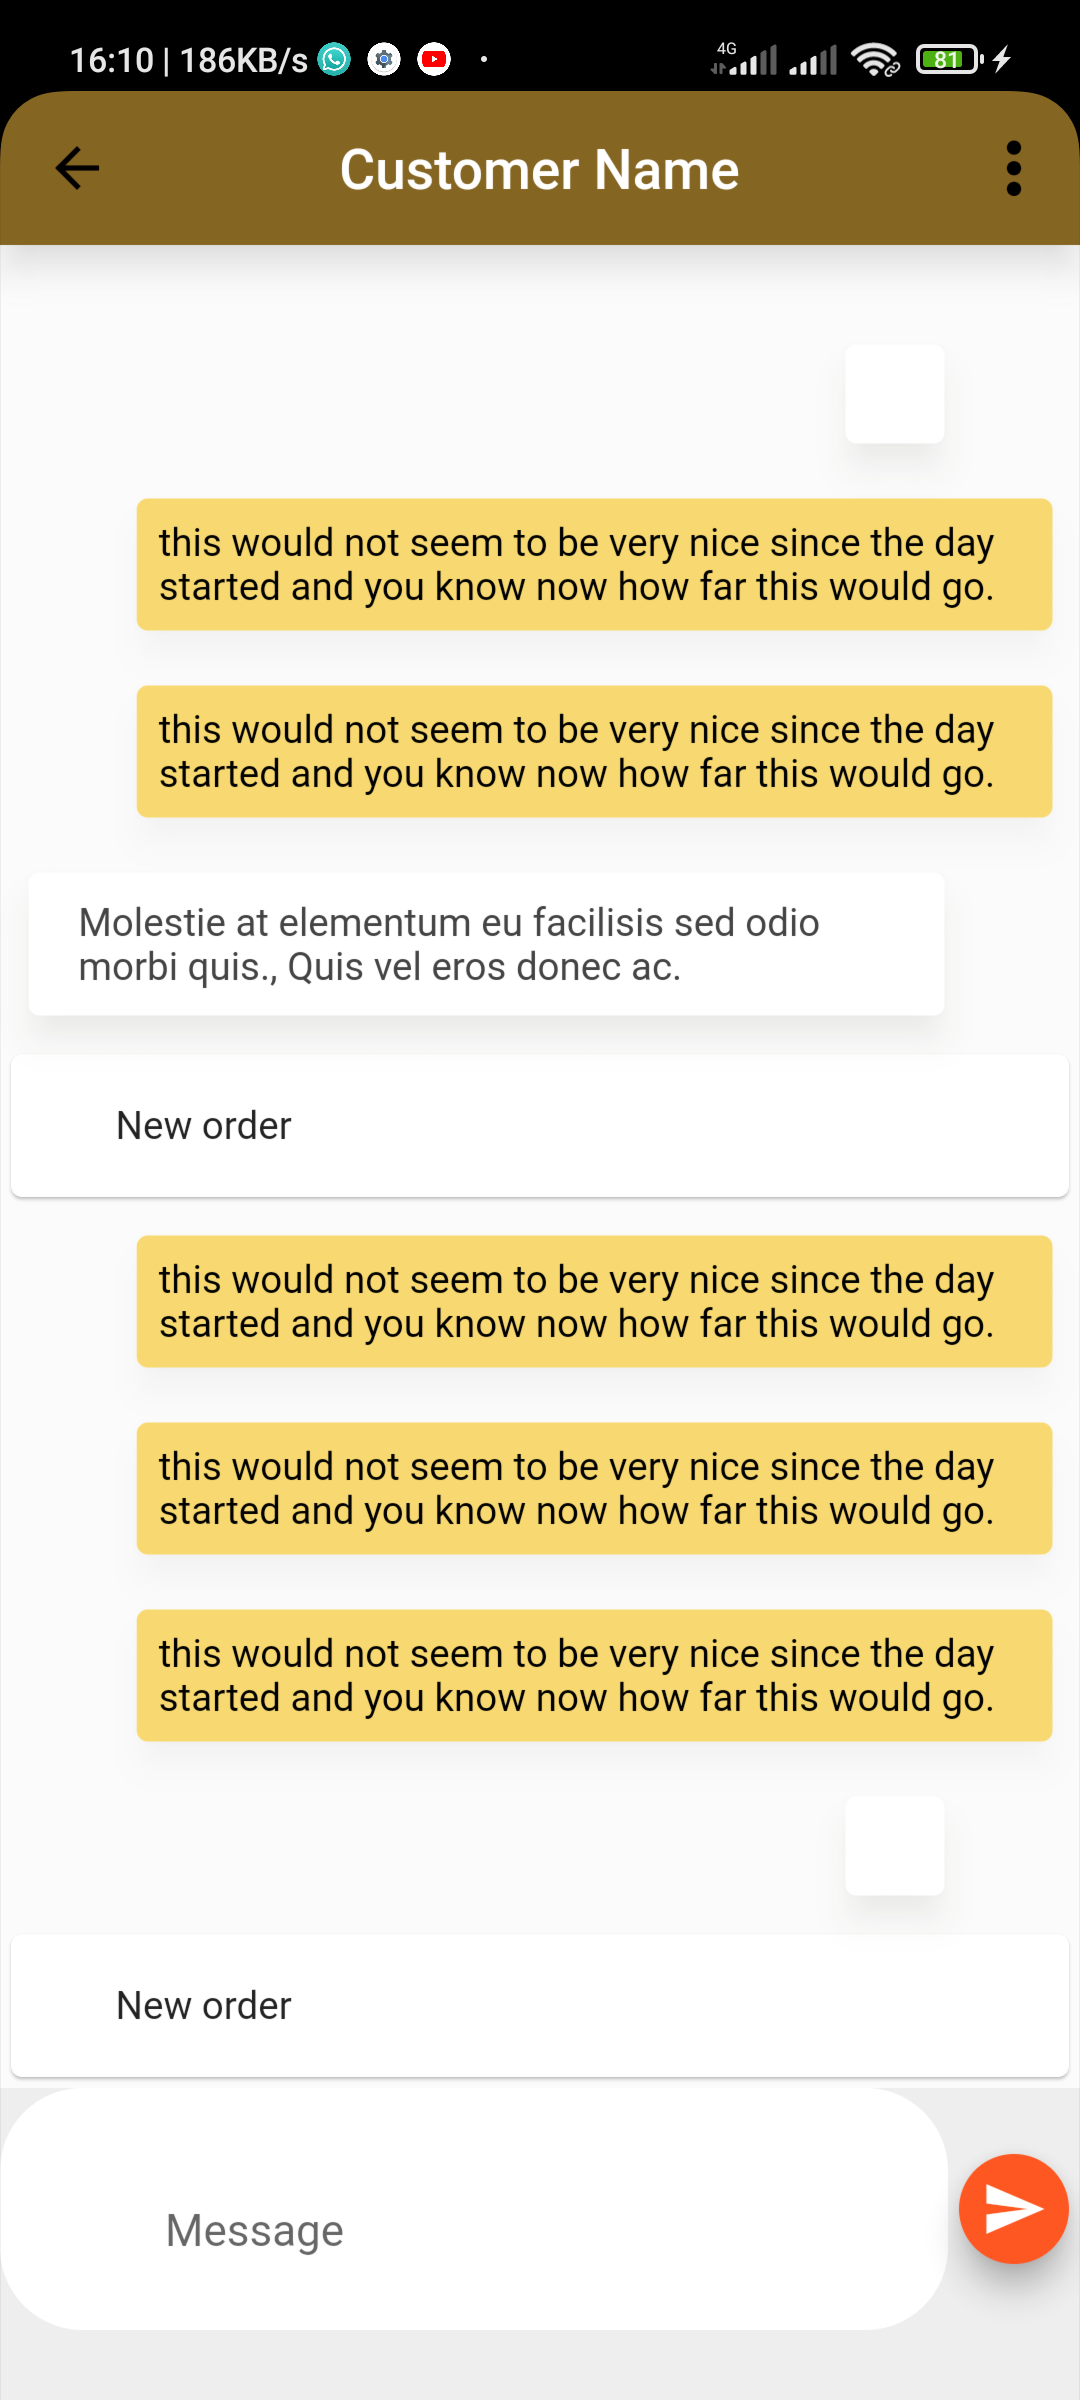 16:10 | 186KB/s
4G
81
Customer Name
this would not seem to be very nice since the day
started and you know now how far this would go.
this would not seem to be very nice since the day
started and you know now how far this would go.
Molestie at elementum eu facilisis sed odio
morbi quis., Quis vel eros donec ac.
New order
this would not seem to be very nice since the day
started and you know now how far this would go.
this would not seem to be very nice since the day
started and you know now how far this would go.
this would not seem to be very nice since the day
started and you know now how far this would go.
New order
Message